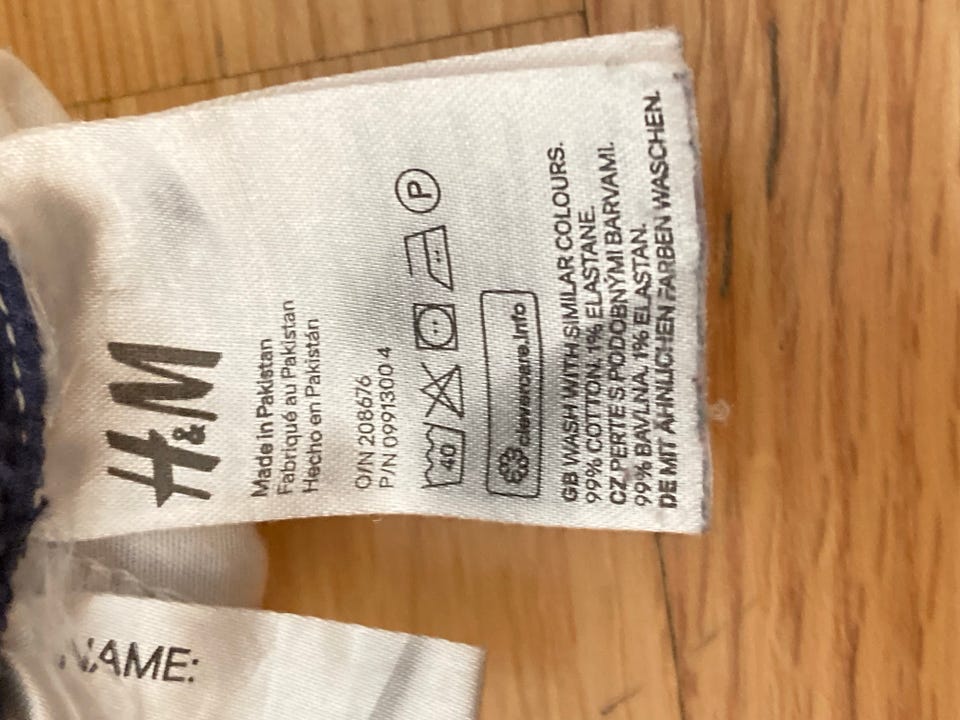 H&M
Made in Pakistan
Fabriqué au Pakistan
Hecho en Pakistán
O/N 208676
P/N 0991300 4
40
P
clevercare.info
GB WASH WITH SIMILAR COLOURS.
99% COTTON, 1% ELASTANE.
CZ PERTE S PODOBNÝMI BARVAMI.
99% BAVLNA, 1% ELASTAN.
DE MIT ÄHNLICHEN FARBEN WASCHEN.
NAME: